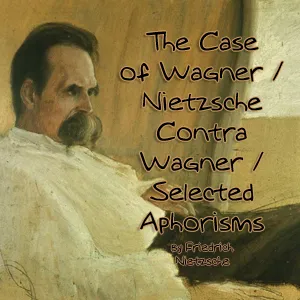 The Case
of Wagner /
Nietzsche
Contra
Wagner /
Selected
Aphorisms
by Friedrich
Nietzsche